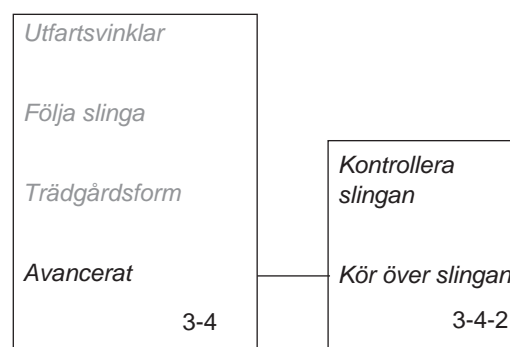 Utfartsvinklar
Följa slinga
Trädgårdsform
Avancerat
3-4
Kontrollera
slingan
Kör över slingan
3-4-2